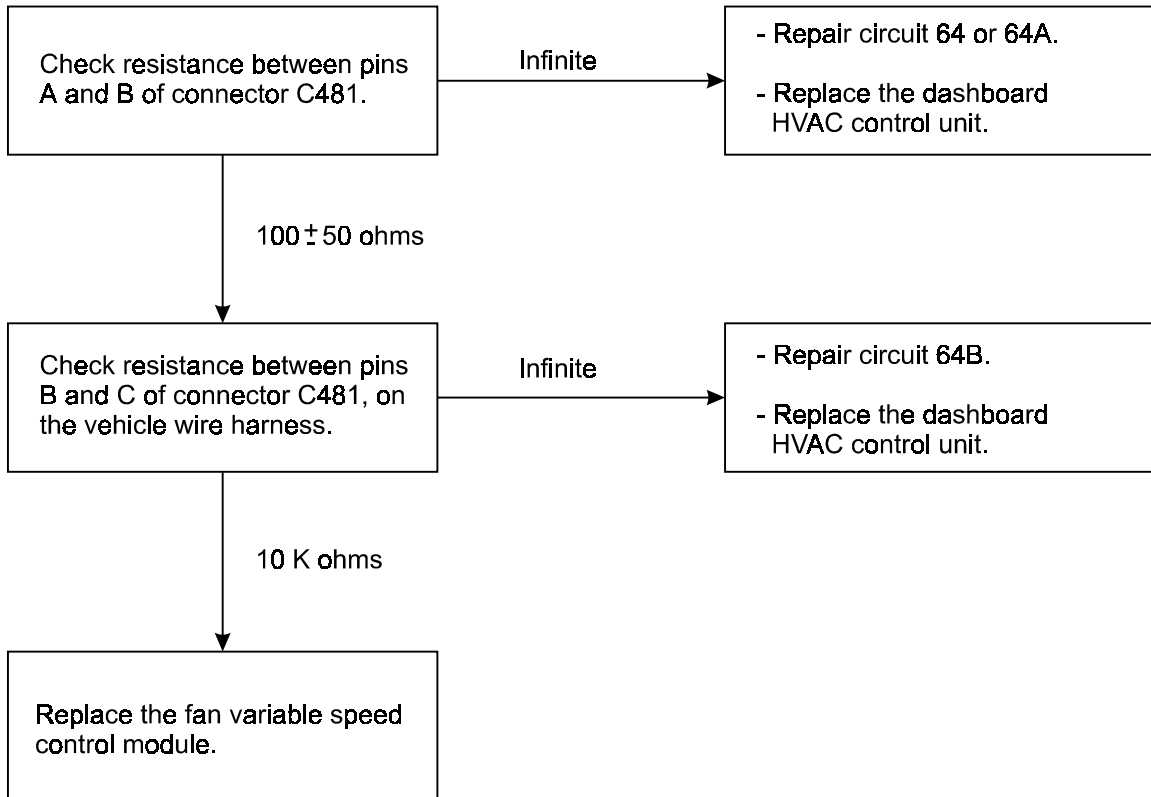 Check resistance between pins
A and B of connector C481.
Infinite
- Repair circuit 64 or 64A.
- Replace the dashboard
HVAC control unit.
100 ± 50 ohms
Check resistance between pins
B and C of connector C481, on
the vehicle wire harness.
Infinite
- Repair circuit 64B.
- Replace the dashboard
HVAC control unit.
10 K ohms
Replace the fan variable speed
control module.